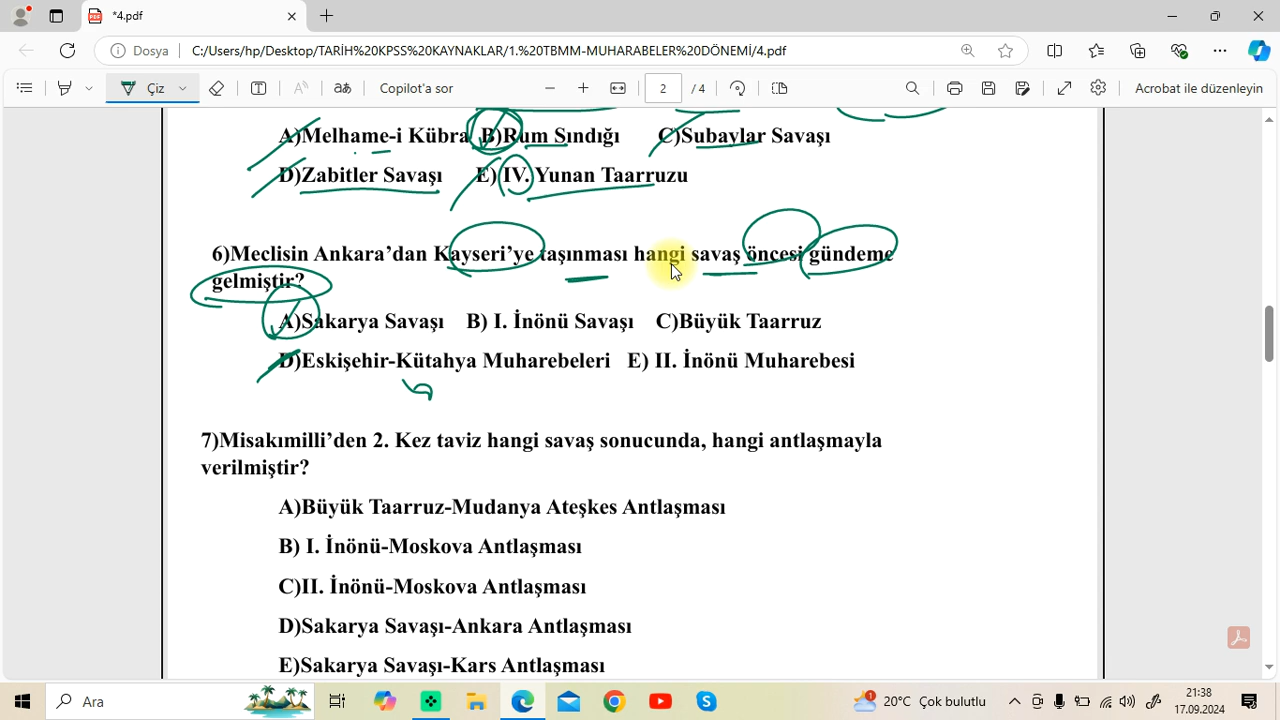 *4.pdf
Dosya C:/Users/hp/Desktop/TARİH%20KPSS%20KAYNAKLAR/1.%20TBMM-MUHARABELER%20DÖNEMİ/4.pdf
Çiz aあ Copilot'a sor 2 / 4 Acrobat ile düzenleyin
A)Melhame-i Kübra B)Rum Sındığı C)Subaylar Savaşı
D)Zabitler Savaşı E) IV. Yunan Taarruzu
6)Meclisin Ankara’dan Kayseri’ye taşınması hangi savaş öncesi gündeme
gelmiştir?
A)Sakarya Savaşı B) I. İnönü Savaşı C)Büyük Taarruz
D)Eskişehir-Kütahya Muharebeleri E) II. İnönü Muharebesi
7)Misakımilli’den 2. Kez taviz hangi savaş sonucunda, hangi antlaşmayla
verilmiştir?
A)Büyük Taarruz-Mudanya Ateşkes Antlaşması
B) I. İnönü-Moskova Antlaşması
C)II. İnönü-Moskova Antlaşması
D)Sakarya Savaşı-Ankara Antlaşması
E)Sakarya Savaşı-Kars Antlaşması
Ara 20°C Çok bulutlu 21:38
17.09.2024